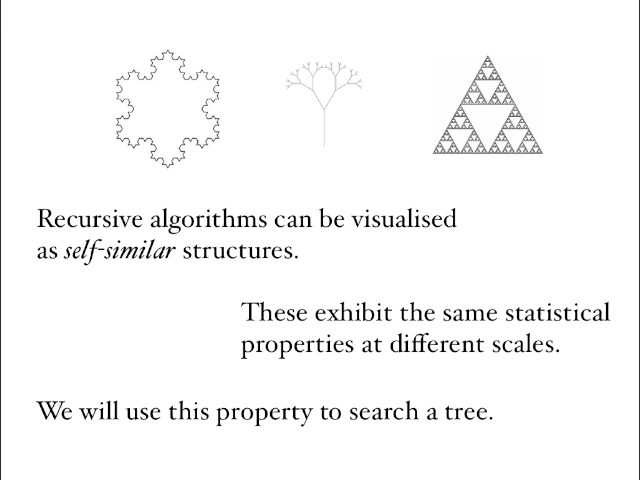 Recursive algorithms can be visualised
as self-similar structures.
These exhibit the same statistical
properties at different scales.
We will use this property to search a tree.